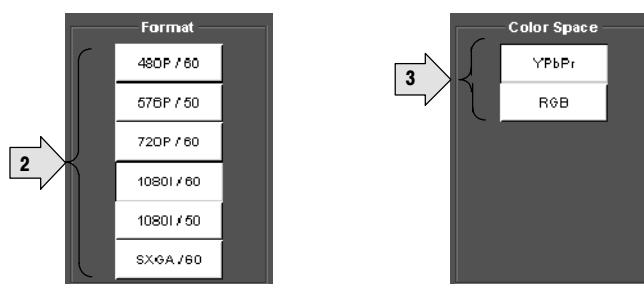 Format
480P / 60
576P / 50
720P / 60
1080I / 60
1080I / 50
SXGA / 60
2
Color Space
YPbPr
RGB
3